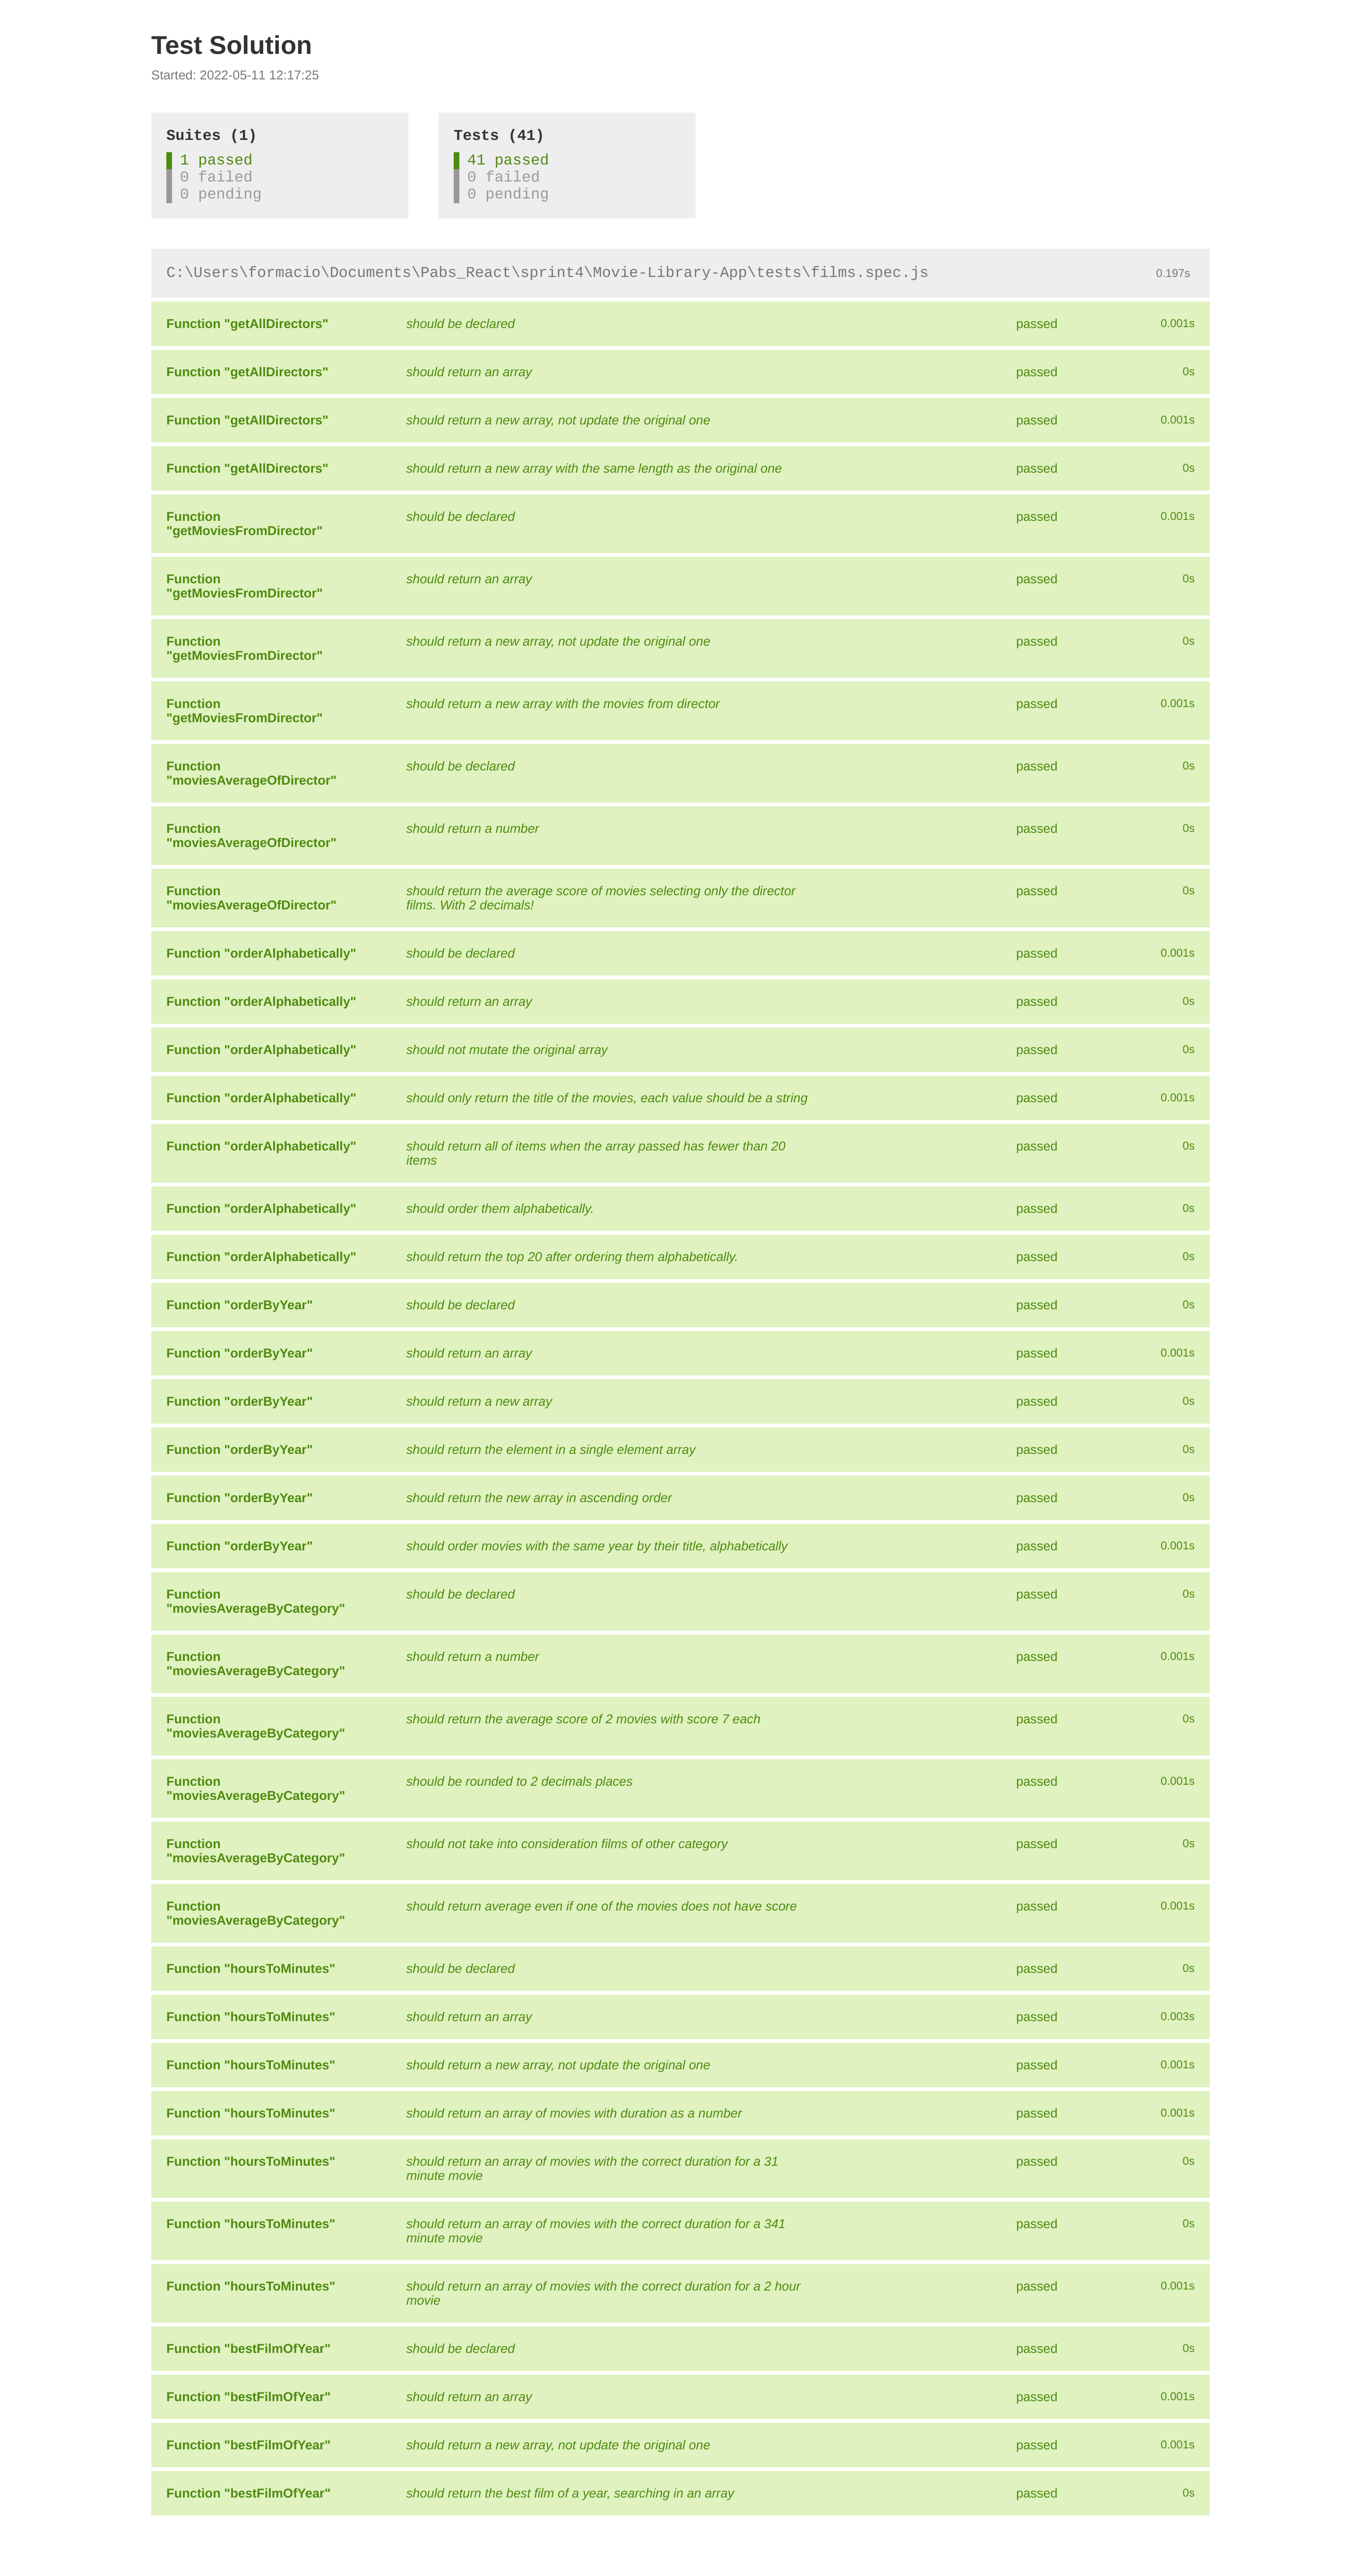 Test Solution
Started: 2022-05-11 12:17:25
Suites (1)
1 passed
0 failed
0 pending
Tests (41)
41 passed
0 failed
0 pending
C:\Users\formacio\Documents\Pabs_React\sprint4\Movie-Library-App\tests\films.spec.js 0.197s
Function "getAllDirectors" should be declared passed 0.001s
Function "getAllDirectors" should return an array passed 0s
Function "getAllDirectors" should return a new array, not update the original one passed 0.001s
Function "getAllDirectors" should return a new array with the same length as the original one passed 0s
Function should be declared passed 0.001s
"getMoviesFromDirector"
Function should return an array passed 0s
"getMoviesFromDirector"
Function should return a new array, not update the original one passed 0s
"getMoviesFromDirector"
Function should return a new array with the movies from director passed 0.001s
"getMoviesFromDirector"
Function should be declared passed 0s
"moviesAverageOfDirector"
Function should return a number passed 0s
"moviesAverageOfDirector"
Function should return the average score of movies selecting only the director passed 0s
"moviesAverageOfDirector" films. With 2 decimals!
Function "orderAlphabetically" should be declared passed 0.001s
Function "orderAlphabetically" should return an array passed 0s
Function "orderAlphabetically" should not mutate the original array passed 0s
Function "orderAlphabetically" should only return the title of the movies, each value should be a string passed 0.001s
Function "orderAlphabetically" should return all of items when the array passed has fewer than 20 passed 0s
items
Function "orderAlphabetically" should order them alphabetically. passed 0s
Function "orderAlphabetically" should return the top 20 after ordering them alphabetically. passed 0s
Function "orderByYear" should be declared passed 0s
Function "orderByYear" should return an array passed 0.001s
Function "orderByYear" should return a new array passed 0s
Function "orderByYear" should return the element in a single element array passed 0s
Function "orderByYear" should return the new array in ascending order passed 0s
Function "orderByYear" should order movies with the same year by their title, alphabetically passed 0.001s
Function should be declared passed 0s
"moviesAverageByCategory"
Function should return a number passed 0.001s
"moviesAverageByCategory"
Function should return the average score of 2 movies with score 7 each passed 0s
"moviesAverageByCategory"
Function should be rounded to 2 decimals places passed 0.001s
"moviesAverageByCategory"
Function should not take into consideration films of other category passed 0s
"moviesAverageByCategory"
Function should return average even if one of the movies does not have score passed 0.001s
"moviesAverageByCategory"
Function "hoursToMinutes" should be declared passed 0s
Function "hoursToMinutes" should return an array passed 0.003s
Function "hoursToMinutes" should return a new array, not update the original one passed 0.001s
Function "hoursToMinutes" should return an array of movies with duration as a number passed 0.001s
Function "hoursToMinutes" should return an array of movies with the correct duration for a 31 passed 0s
minute movie
Function "hoursToMinutes" should return an array of movies with the correct duration for a 341 passed 0s
minute movie
Function "hoursToMinutes" should return an array of movies with the correct duration for a 2 hour passed 0.001s
movie
Function "bestFilmOfYear" should be declared passed 0s
Function "bestFilmOfYear" should return an array passed 0.001s
Function "bestFilmOfYear" should return a new array, not update the original one passed 0.001s
Function "bestFilmOfYear" should return the best film of a year, searching in an array passed 0s